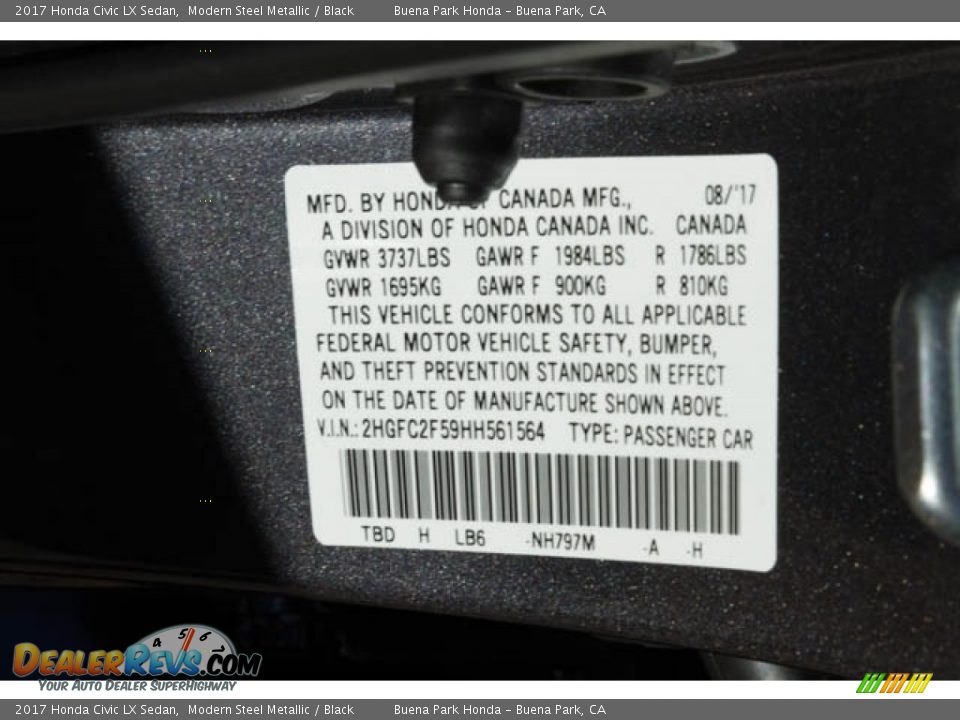 2017 Honda Civic LX Sedan, Modern Steel Metallic / Black Buena Park Honda – Buena Park, CA
MFD. BY HONDA OF CANADA MFG., 08/'17
A DIVISION OF HONDA CANADA INC. CANADA
GVWR 3737LBS GAWR F 1984LBS R 1786LBS
GVWR 1695KG GAWR F 900KG R 810KG
THIS VEHICLE CONFORMS TO ALL APPLICABLE
FEDERAL MOTOR VEHICLE SAFETY, BUMPER,
AND THEFT PREVENTION STANDARDS IN EFFECT
ON THE DATE OF MANUFACTURE SHOWN ABOVE.
V.I.N.: 2HGFC2F59HH561564 TYPE: PASSENGER CAR
TBD H LB6 -NH797M -A -H
4 5 6
DEALERREVS.COM
YOUR AUTO DEALER SUPERHIGHWAY
2017 Honda Civic LX Sedan, Modern Steel Metallic / Black Buena Park Honda – Buena Park, CA